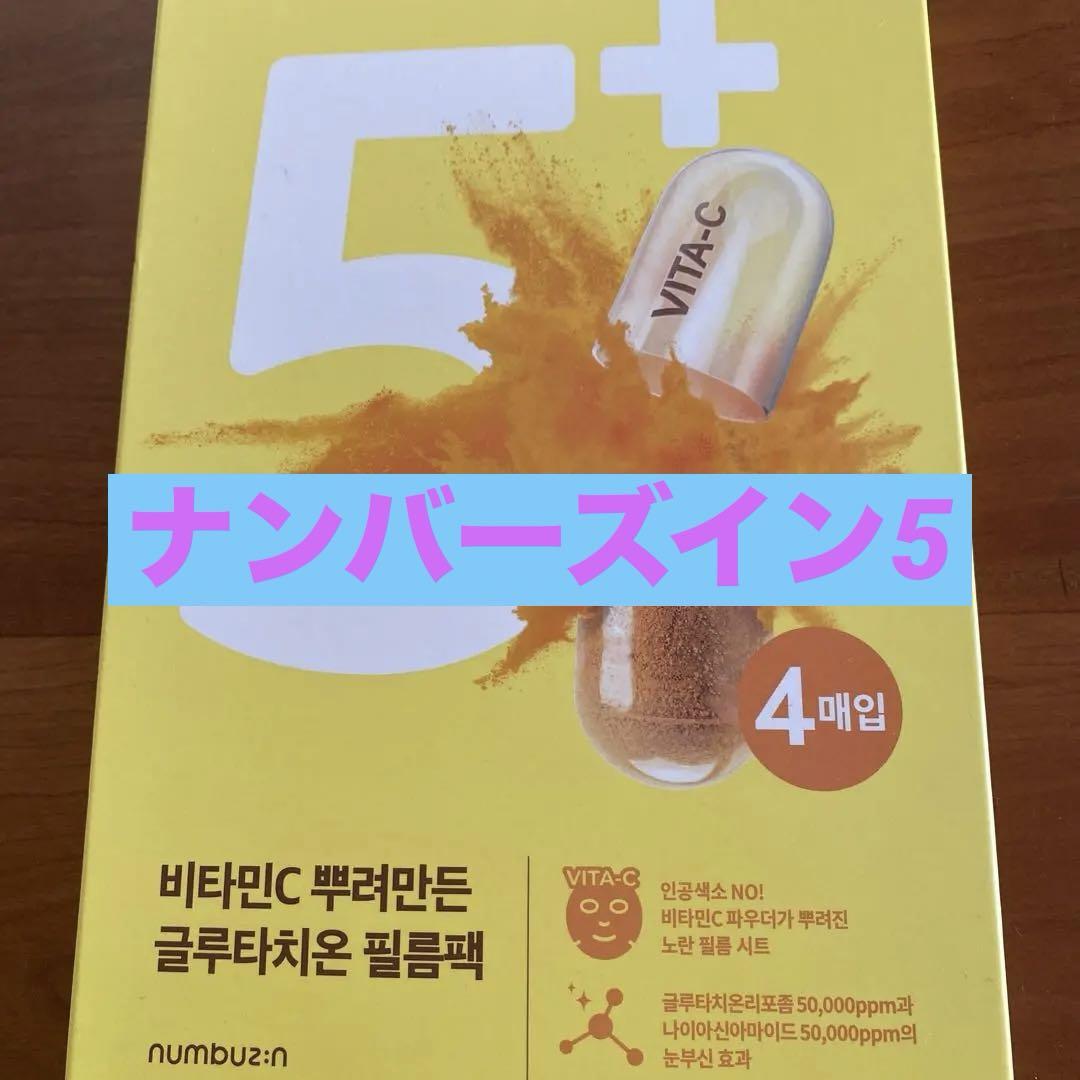 5+
VITA-C
ナンバーズイン5
4매입
비타민C 뿌려만든
글루타치온 필름팩
numbuz:n
VITA-C
인공색소 NO!
비타민C 파우더가 뿌려진
노란 필름 시트
글루타치온리포좀 50,000ppm과
나이아신아마이드 50,000ppm의
눈부신 효과